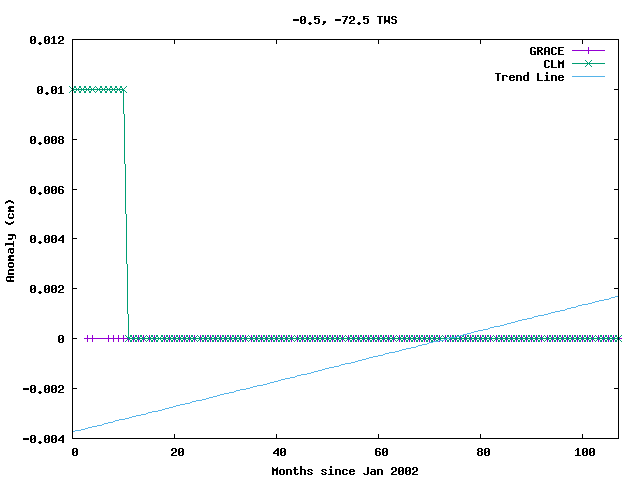 -0.5, -72.5 TWS
GRACE
CLM
Trend Line
0.012
0.01
0.008
0.006
0.004
0.002
0
-0.002
-0.004
Anomaly (cm)
0 20 40 60 80 100
Months since Jan 2002